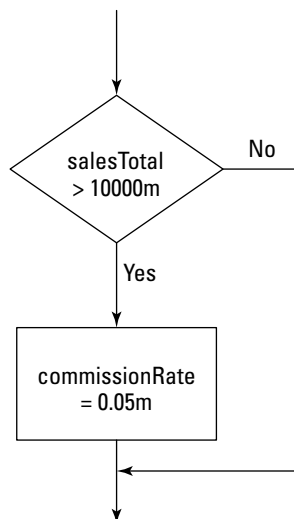 salesTotal
> 10000m
No
Yes
commissionRate
= 0.05m